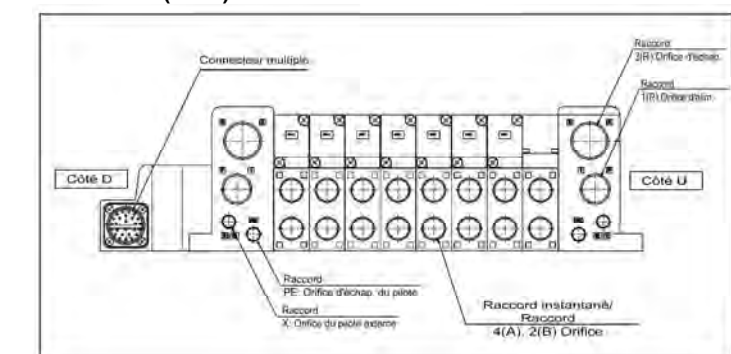 Connecteur multiple
Raccord
3(R) Orifice d'échap.
Raccord
1(P) Orifice d'alim.
Côté D
Côté U
Raccord
PE: Orifice d'échap. du pilote
Raccord
X: Orifice du pilote externe
Raccord instantané/
Raccord
4(A), 2(B) Orifice